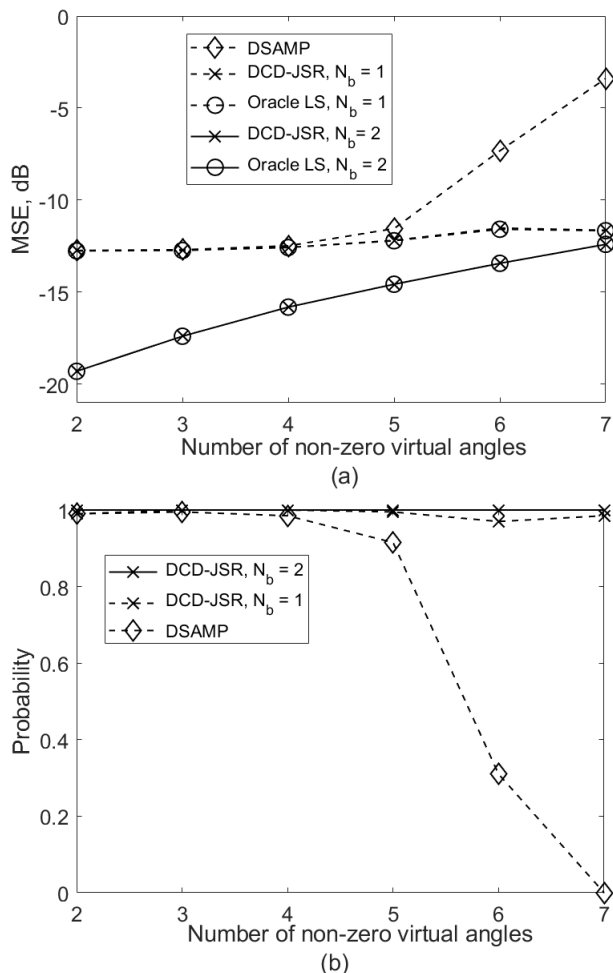 0
-5
-10
-15
-20
MSE, dB
DSAMP
DCD-JSR, N_b = 1
Oracle LS, N_b = 1
DCD-JSR, N_b = 2
Oracle LS, N_b = 2
2 3 4 5 6 7
Number of non-zero virtual angles
(a)
1
0.8
0.6
0.4
0.2
0
Probability
DCD-JSR, N_b = 2
DCD-JSR, N_b = 1
DSAMP
2 3 4 5 6 7
Number of non-zero virtual angles
(b)